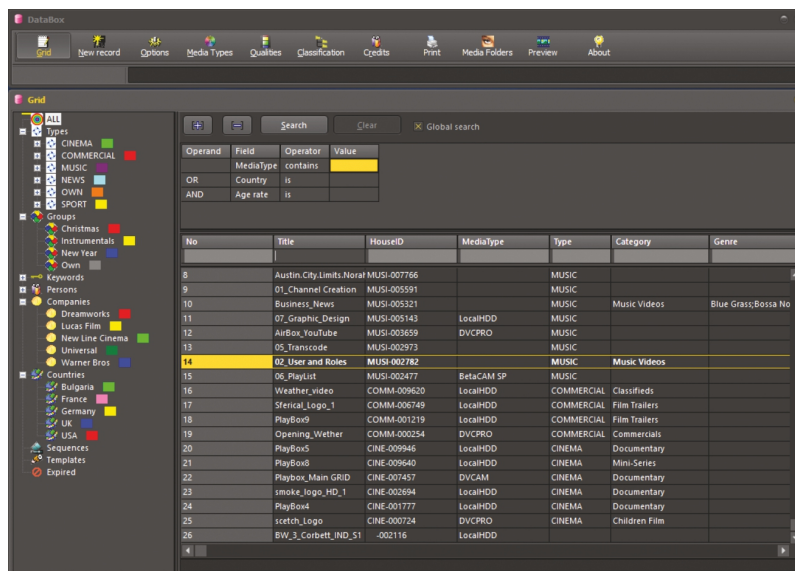 DataBox
Grid New record Options Media Types Qualities Classification Credits Print Media Folders Preview About
Grid
ALL
Types
CINEMA
COMMERCIAL
MUSIC
NEWS
OWN
SPORT
Groups
Christmas
Instrumentals
New Year
Own
Keywords
Persons
Companies
Dreamworks
Lucas Film
New Line Cinema
Universal
Warner Bros
Countries
Bulgaria
France
Germany
UK
USA
Sequences
Templates
Expired
Search Clear Global search
Operand Field Operator Value
MediaType contains
OR Country is
AND Age rate is
No Title HouseID MediaType Type Category Genre
8 Austin.City.Limits.Norah MUSI-007766 MUSIC
9 01_Channel Creation MUSI-005591 MUSIC
10 Business_News MUSI-005321 MUSIC Music Videos Blue Grass;Bossa No
11 07_Graphic_Design MUSI-005143 LocalHDD MUSIC
12 AirBox_YouTube MUSI-003659 DVCPRO MUSIC
13 05_Transcode MUSI-002973 MUSIC
14 02_User and Roles MUSI-002782 MUSIC Music Videos
15 06_PlayList MUSI-002477 BetaCAM SP MUSIC
16 Weather_video COMM-009620 LocalHDD COMMERCIAL Classifieds
17 Sferical_Logo_1 COMM-006749 LocalHDD COMMERCIAL Film Trailers
18 PlayBox9 COMM-001219 LocalHDD COMMERCIAL Film Trailers
19 Opening_Wether COMM-000254 DVCPRO COMMERCIAL Commercials
20 PlayBox5 CINE-009946 LocalHDD CINEMA Documentary
21 PlayBox8 CINE-009640 LocalHDD CINEMA Mini-Series
22 Playbox_Main GRID CINE-007457 DVCAM CINEMA Documentary
23 smoke_logo_HD_1 CINE-002694 LocalHDD CINEMA Documentary
24 PlayBox4 CINE-001777 LocalHDD CINEMA Documentary
25 scetch_Logo CINE-000724 DVCPRO CINEMA Children Film
26 BW_3_Corbett_IND_S1 -002116 LocalHDD